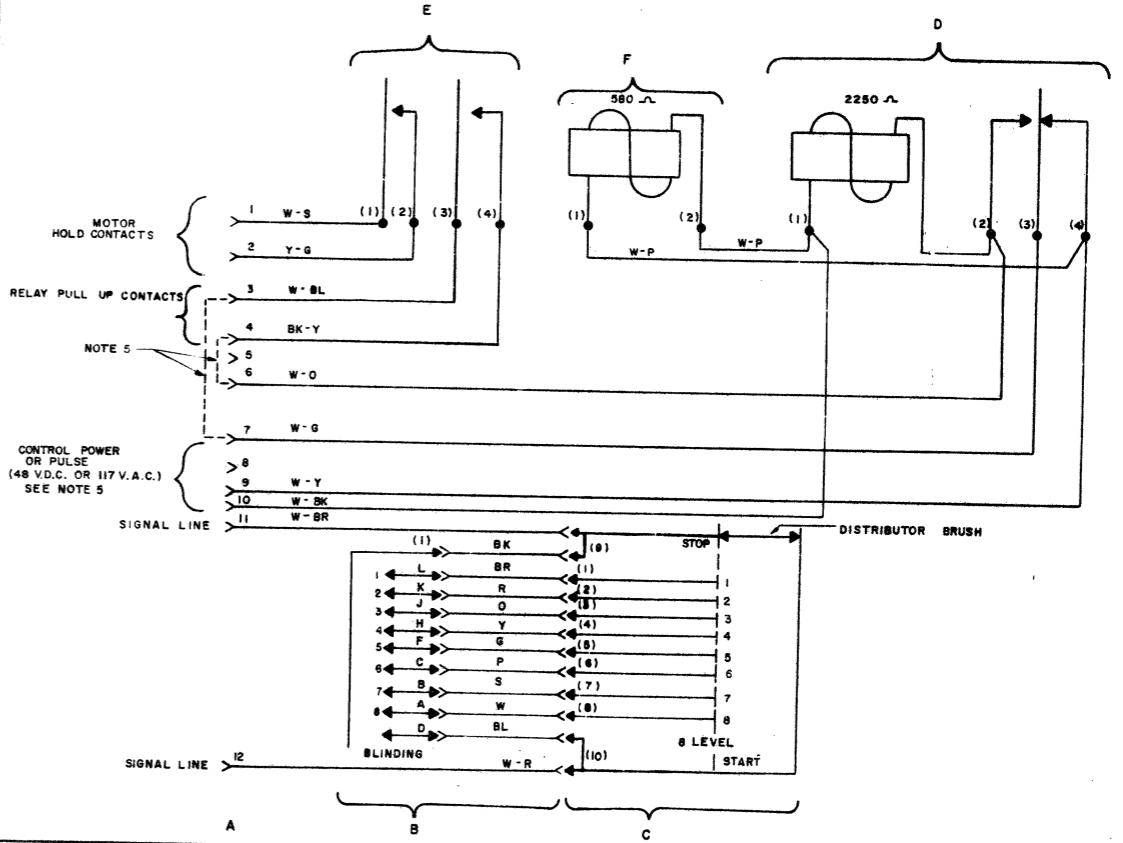 E
F
D
580 Ω
2250 Ω
MOTOR
HOLD CONTACTS
1 W-S (1) (2) (3) (4)
(1) (2) (1) (2) (3) (4)
2 Y-G
W-P
W-P
RELAY PULL UP CONTACTS
3 W-BL
4 BK-Y
NOTE 5
5
6 W-O
7 W-G
CONTROL POWER
OR PULSE
(48 V.D.C. OR 117 V.A.C.)
SEE NOTE 5
8
9 W-Y
10 W-BK
SIGNAL LINE 11 W-BR
STOP DISTRIBUTOR BRUSH
(1) BK (9)
1 L BR (1) 1
2 K R (2) 2
3 J O (3) 3
4 H Y (4) 4
5 F G (5) 5
6 C P (6) 6
7 B S (7) 7
8 A W (8) 8
D BL
BLINDING
8 LEVEL
(10)
START
SIGNAL LINE 12 W-R
A
B
C